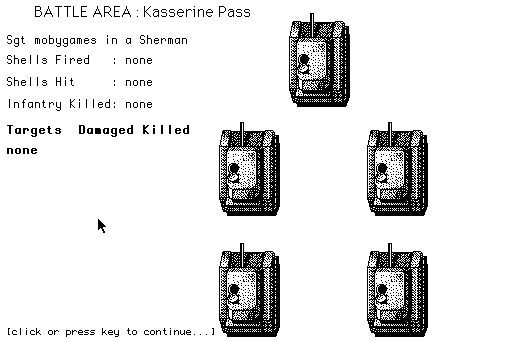 BATTLE AREA : Kasserine Pass
Sgt mobygames in a Sherman
Shells Fired : none
Shells Hit : none
Infantry Killed: none
Targets Damaged Killed
none
[click or press key to continue...]